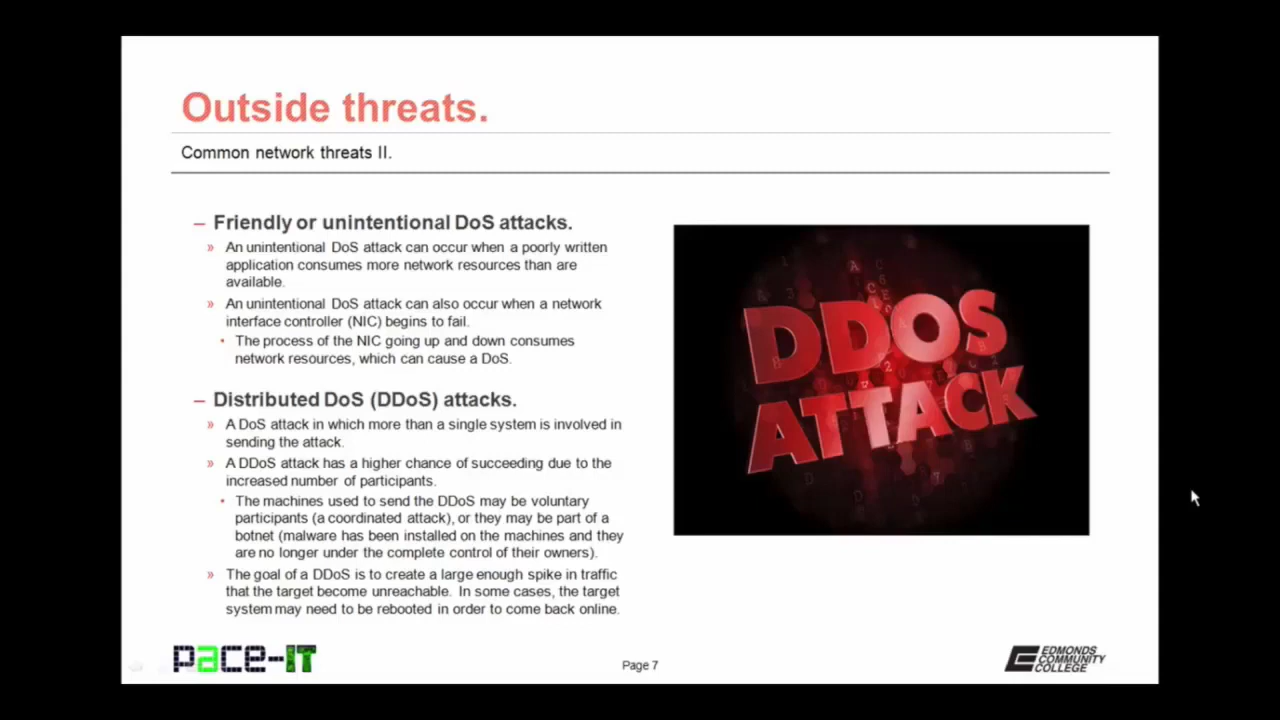 Outside threats.
Common network threats II.
– Friendly or unintentional DoS attacks.
» An unintentional DoS attack can occur when a poorly written
application consumes more network resources than are
available.
» An unintentional DoS attack can also occur when a network
interface controller (NIC) begins to fail.
• The process of the NIC going up and down consumes
network resources, which can cause a DoS.
– Distributed DoS (DDoS) attacks.
» A DoS attack in which more than a single system is involved in
sending the attack.
» A DDoS attack has a higher chance of succeeding due to the
increased number of participants.
• The machines used to send the DDoS may be voluntary
participants (a coordinated attack), or they may be part of a
botnet (malware has been installed on the machines and they
are no longer under the complete control of their owners).
» The goal of a DDoS is to create a large enough spike in traffic
that the target become unreachable. In some cases, the target
system may need to be rebooted in order to come back online.
DDOS
ATTACK
pace-IT
Page 7
EDMONDS
COMMUNITY
COLLEGE